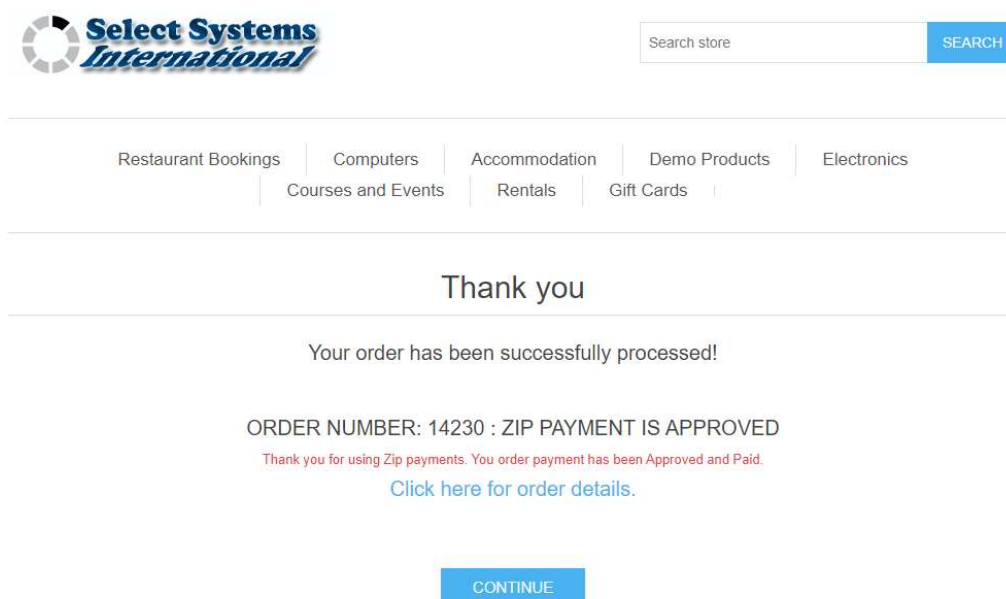 Select Systems
International
Search store
SEARCH
Restaurant Bookings
Computers
Accommodation
Demo Products
Electronics
Courses and Events
Rentals
Gift Cards
Thank you
Your order has been successfully processed!
ORDER NUMBER: 14230 : ZIP PAYMENT IS APPROVED
Thank you for using Zip payments. You order payment has been Approved and Paid.
Click here for order details.
CONTINUE